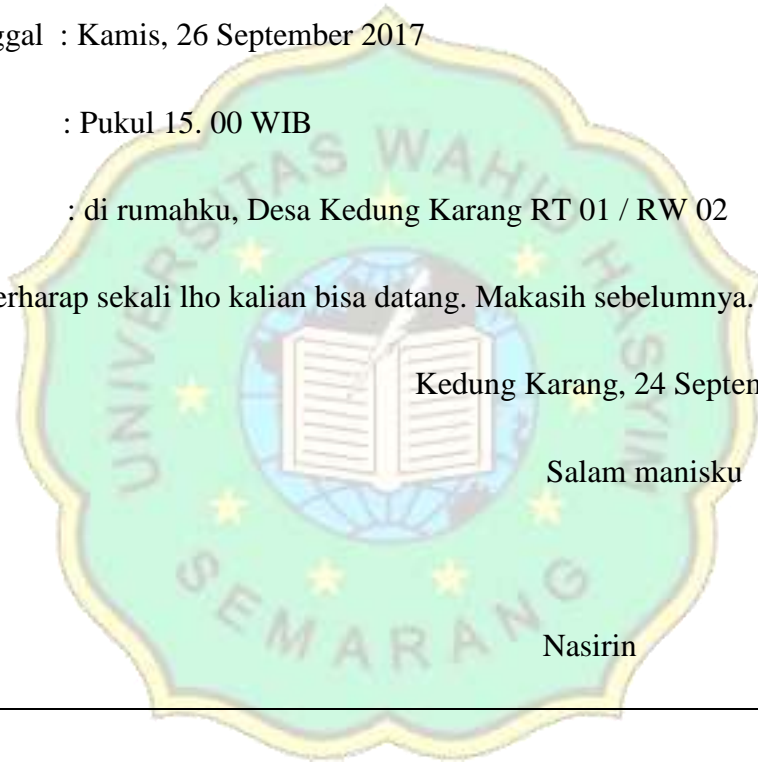 ggal : Kamis, 26 September 2017
: Pukul 15. 00 WIB
: di rumahku, Desa Kedung Karang RT 01 / RW 02
erharap sekali lho kalian bisa datang. Makasih sebelumnya.
Kedung Karang, 24 Septem
Salam manisku
Nasirin
UNIVERSITAS WAHID HASYIM
SEMARANG